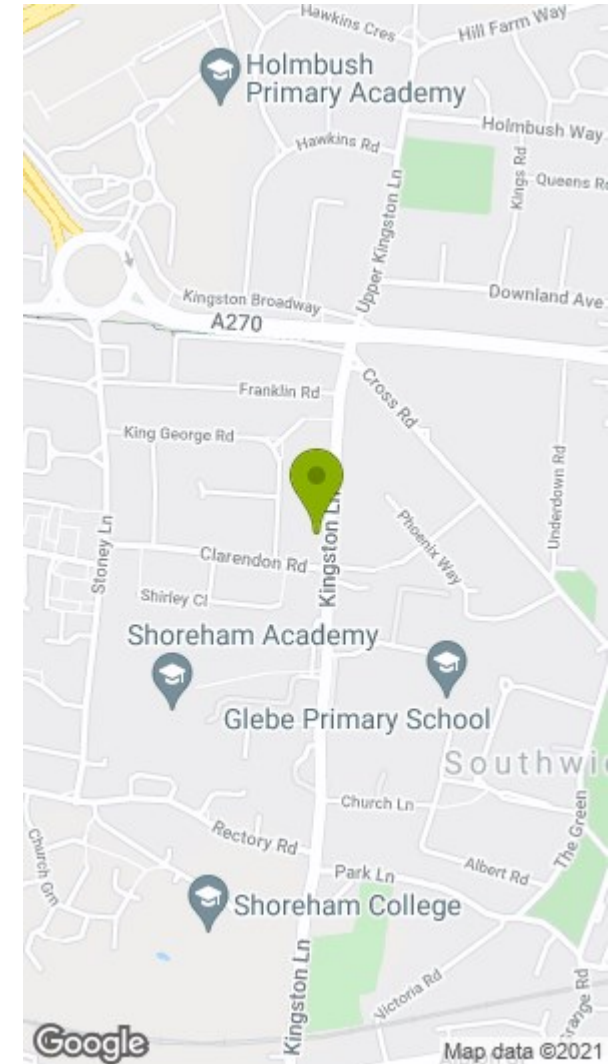 Hawkins Cres
Hill Farm Way
Holmbush
Primary Academy
Holmbush Way
Hawkins Rd
Kings Rd
Queens Rd
Upper Kingston Ln
Downland Ave
Kingston Broadway
A270
Franklin Rd
Cross Rd
King George Rd
Underdown Rd
Stoney Ln
Kingston Ln
Phoenix Way
Clarendon Rd
Shirley Cl
Shoreham Academy
Glebe Primary School
Southwi
Church Ln
The Green
Rectory Rd
Church Grn
Park Ln
Albert Rd
Shoreham College
Victoria Rd
Kingston Ln
Google
Map data ©2021